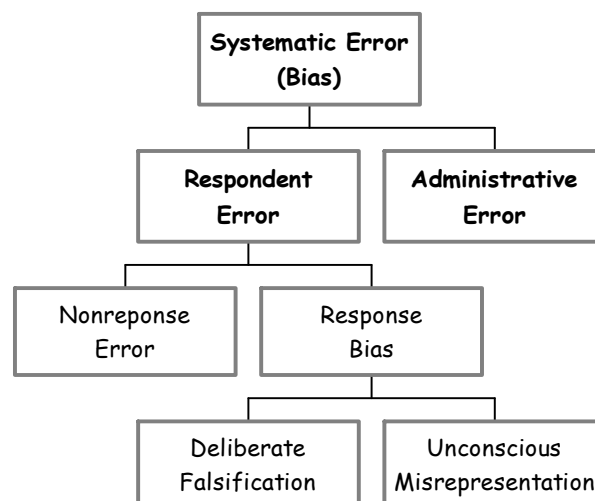 Systematic Error
(Bias)
Respondent
Error
Administrative
Error
Nonreponse
Error
Response
Bias
Deliberate
Falsification
Unconscious
Misrepresentation